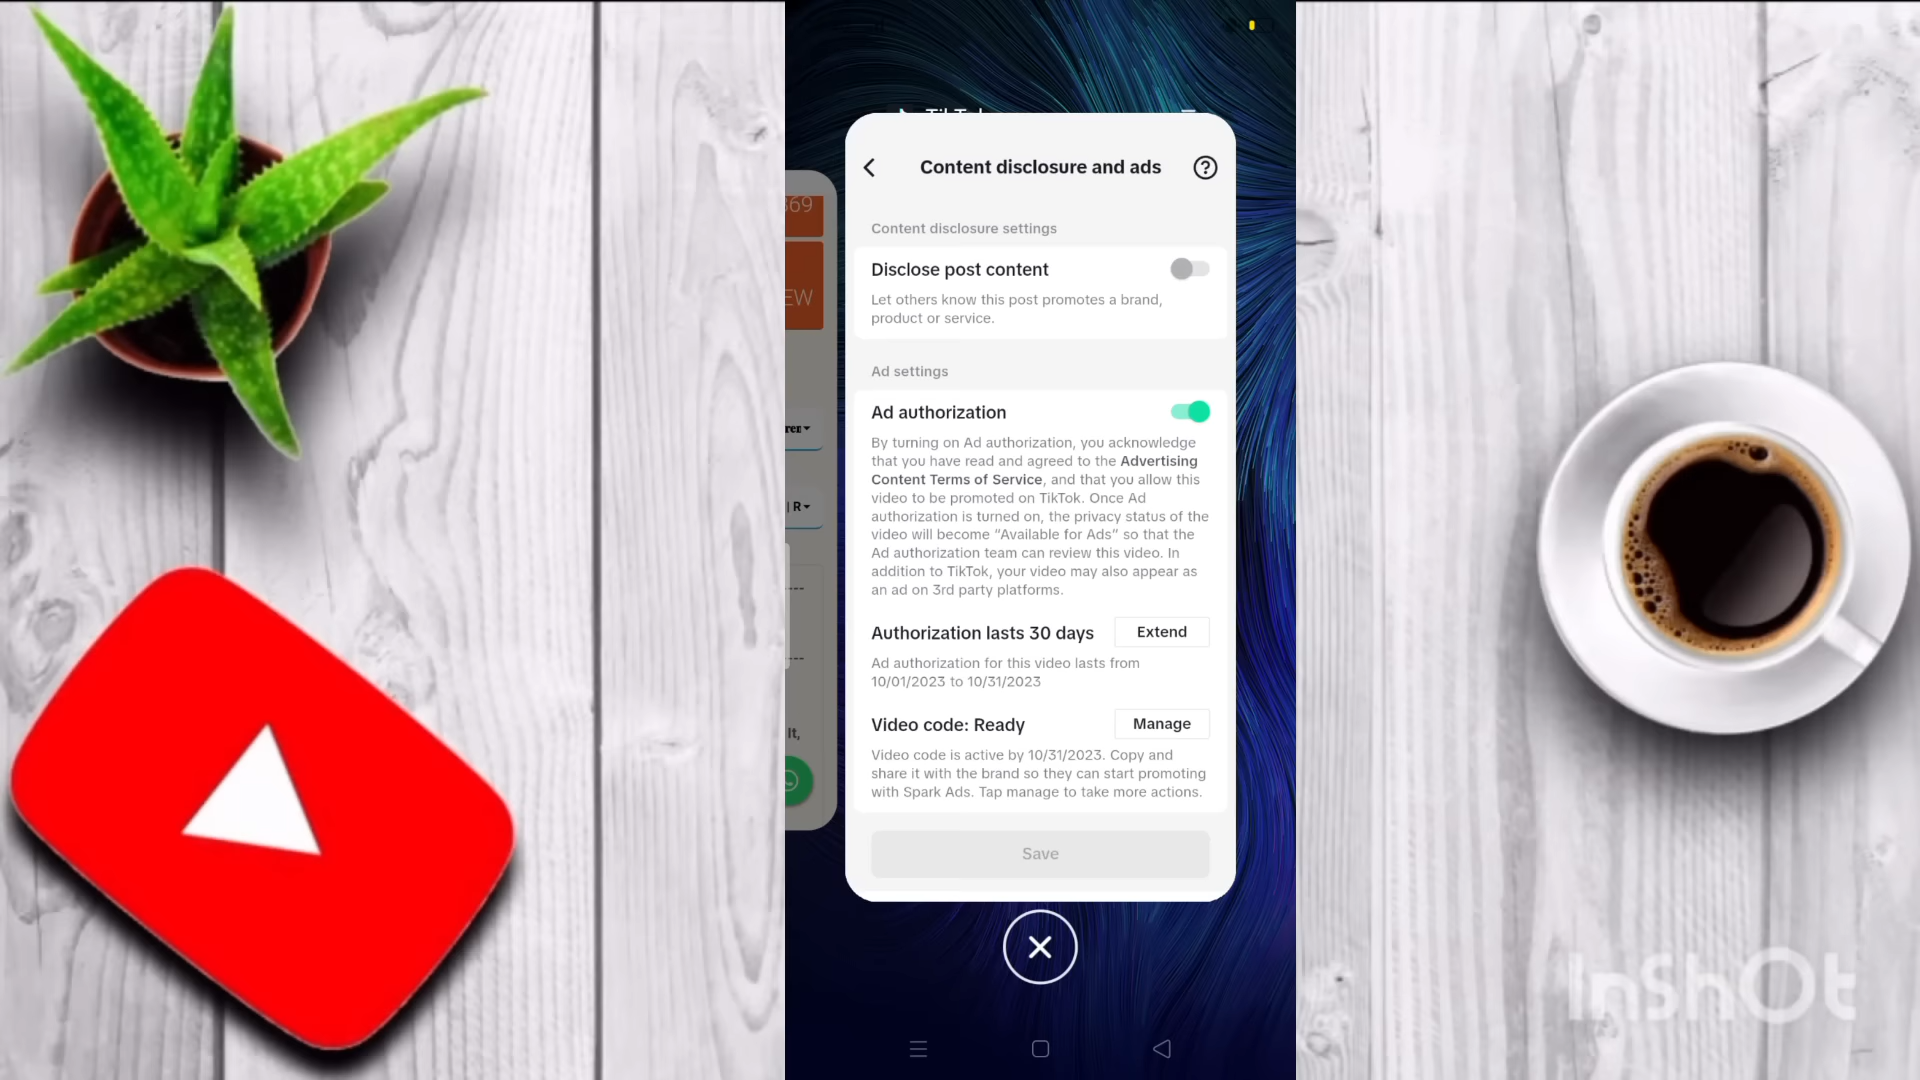 TikTok
369
Content disclosure and ads
Content disclosure settings
Disclose post content
Let others know this post promotes a brand,
product or service.
EW
Ad settings
Ad authorization
By turning on Ad authorization, you acknowledge
that you have read and agreed to the Advertising
Content Terms of Service, and that you allow this
video to be promoted on TikTok. Once Ad
authorization is turned on, the privacy status of the
video will become “Available for Ads” so that the
Ad authorization team can review this video. In
addition to TikTok, your video may also appear as
an ad on 3rd party platforms.
| R
Authorization lasts 30 days
Extend
Ad authorization for this video lasts from
10/01/2023 to 10/31/2023
Video code: Ready
Manage
It,
Video code is active by 10/31/2023. Copy and
share it with the brand so they can start promoting
with Spark Ads. Tap manage to take more actions.
Save
InShOt